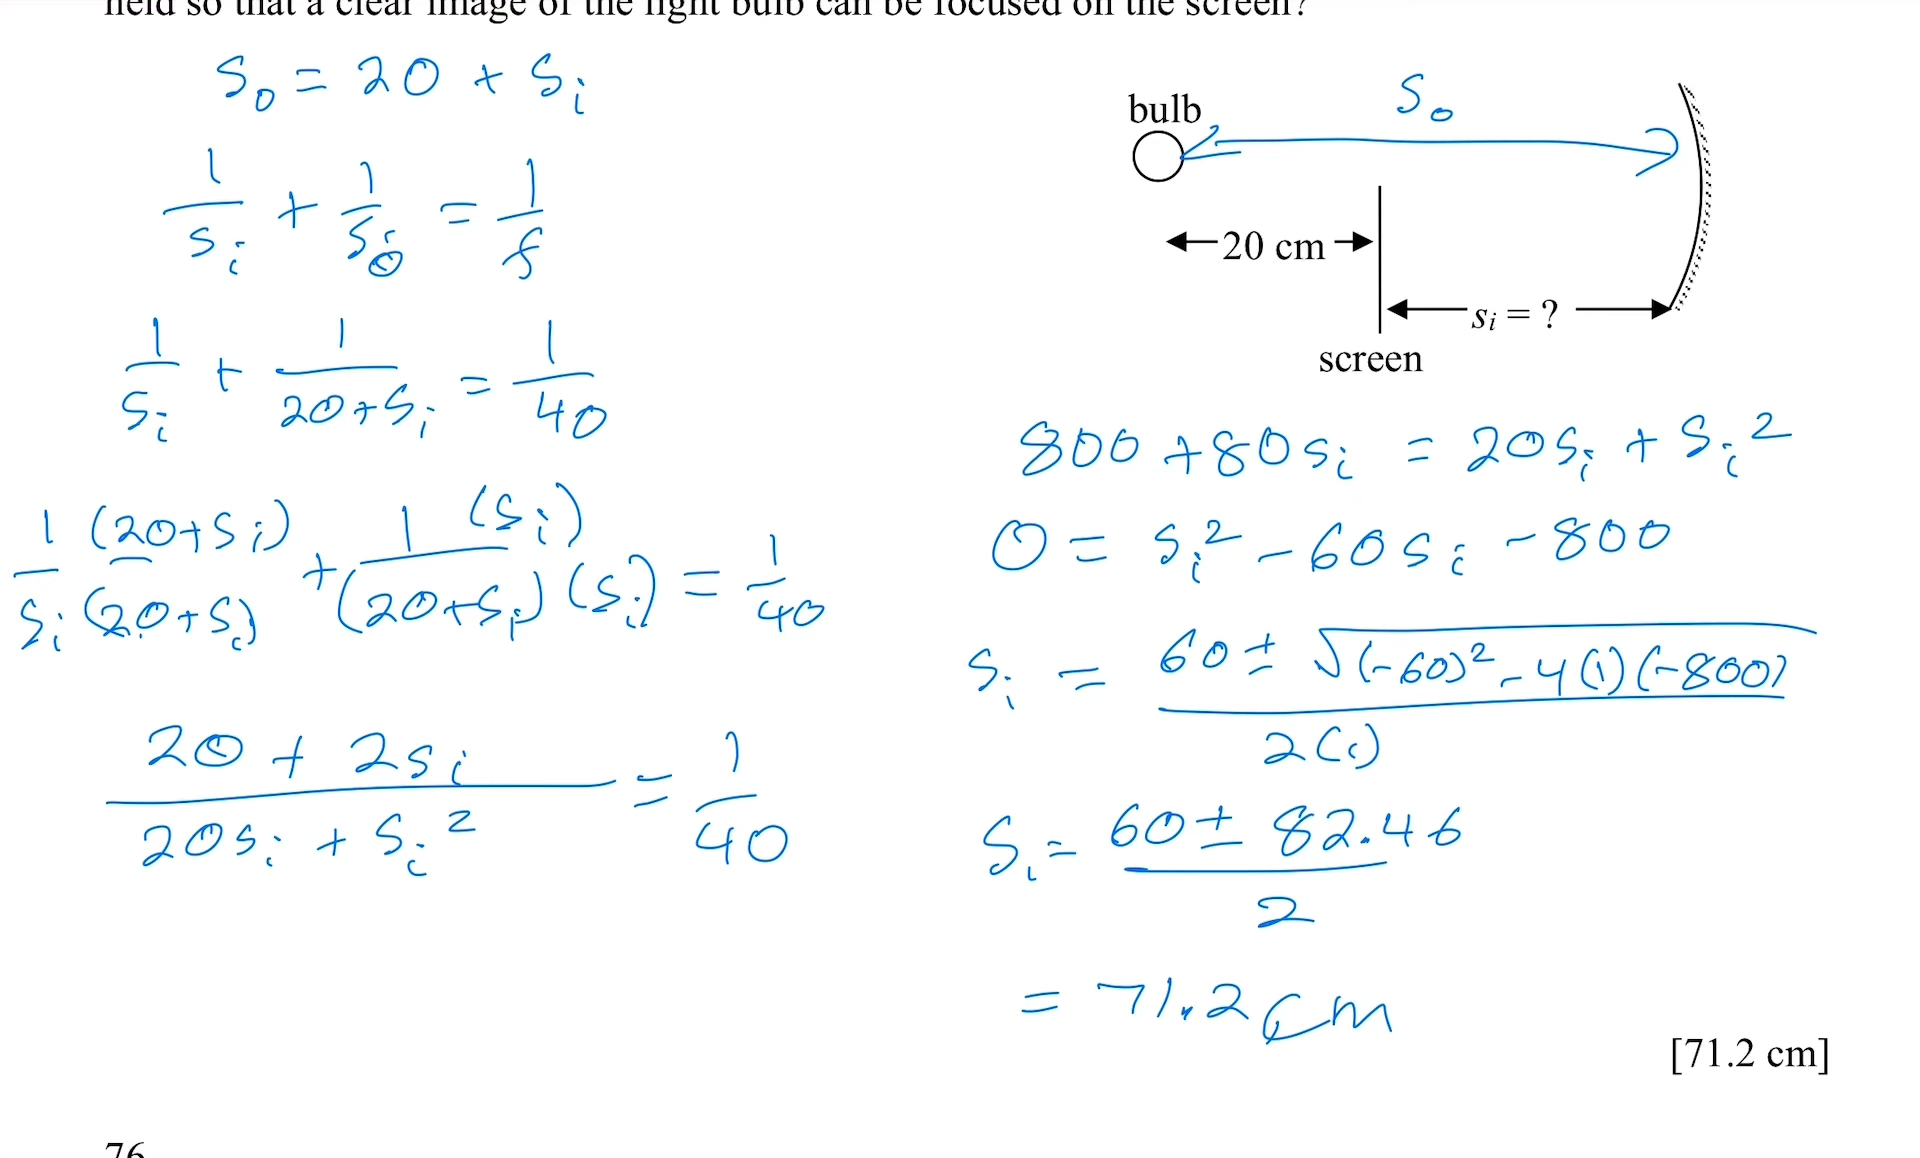 held so that a clear image of the light bulb can be focused on the screen?
S₀ = 20 + Sᵢ
1/Sᵢ + 1/S₀ = 1/f
1/Sᵢ + 1/(20+Sᵢ) = 1/40
1 (20+Sᵢ)/Sᵢ (20+Sᵢ) + 1 (Sᵢ)/(20+Sᵢ) (Sᵢ) = 1/40
(20 + 2Sᵢ)/(20Sᵢ + Sᵢ²) = 1/40
S₀
bulb
20 cm
sᵢ = ?
screen
800 + 80Sᵢ = 20Sᵢ + Sᵢ²
0 = Sᵢ² - 60Sᵢ - 800
Sᵢ = (60 ± √((-60)² - 4(1)(-800)))/2(1)
Sᵢ = (60 ± 82.46)/2
= 71.2 cm
[71.2 cm]
76